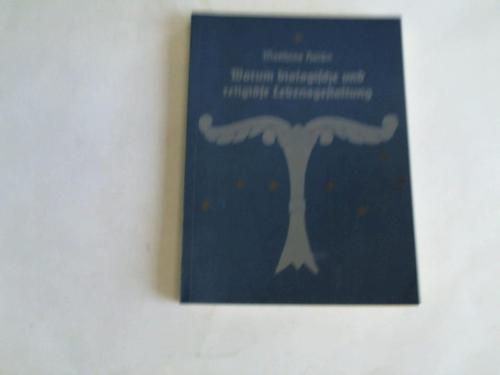 Warum biologische und
religiöse Lebensgestaltung